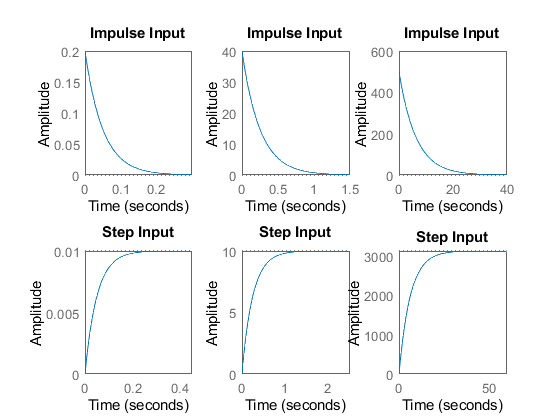 Impulse Input Impulse Input Impulse Input
0.2 40 600
0.15 30
400
Amplitude Amplitude Amplitude
0.1 20
200
0.05 10
0 0 0
0 0.1 0.2 0 0.5 1 1.5 0 20 40
Time (seconds) Time (seconds) Time (seconds)
Step Input Step Input Step Input
0.01 10
3000
Amplitude Amplitude Amplitude
2000
0.005 5
1000
0 0 0
0 0.2 0.4 0 1 2 0 50
Time (seconds) Time (seconds) Time (seconds)